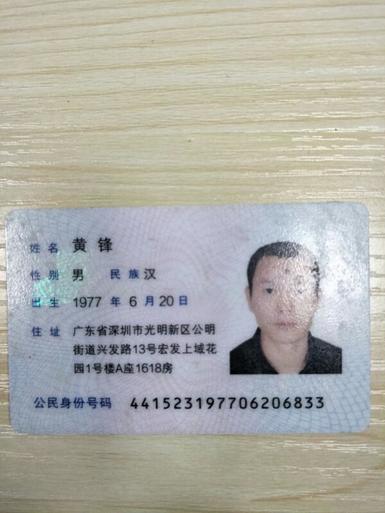 姓名 黄锋
性别 男 民族 汉
出生 1977 年 6 月 20 日
住址 广东省深圳市光明新区公明
街道兴发路13号宏发上域花
园1号楼A座1618房
公民身份号码 441523197706206833